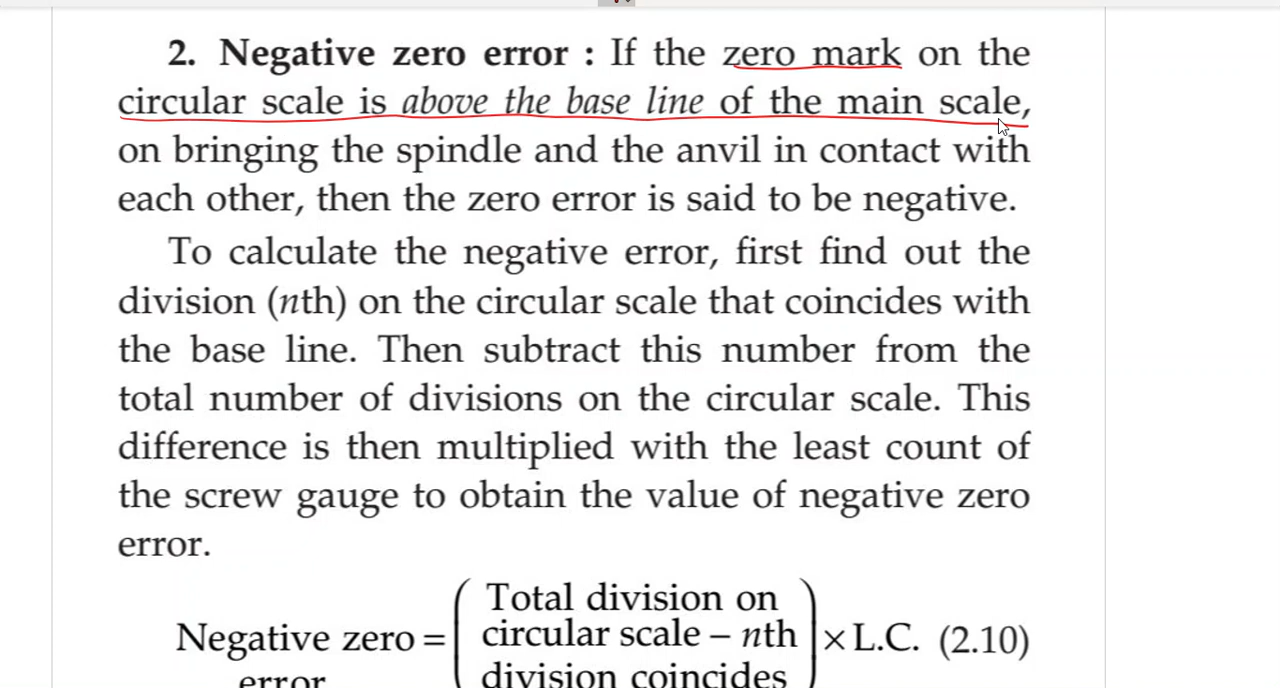 2. Negative zero error : If the zero mark on the
circular scale is above the base line of the main scale,
on bringing the spindle and the anvil in contact with
each other, then the zero error is said to be negative.
To calculate the negative error, first find out the
division (nth) on the circular scale that coincides with
the base line. Then subtract this number from the
total number of divisions on the circular scale. This
difference is then multiplied with the least count of
the screw gauge to obtain the value of negative zero
error.
Total division on
Negative zero = ( circular scale – nth ) × L.C. (2.10)
error division coincides